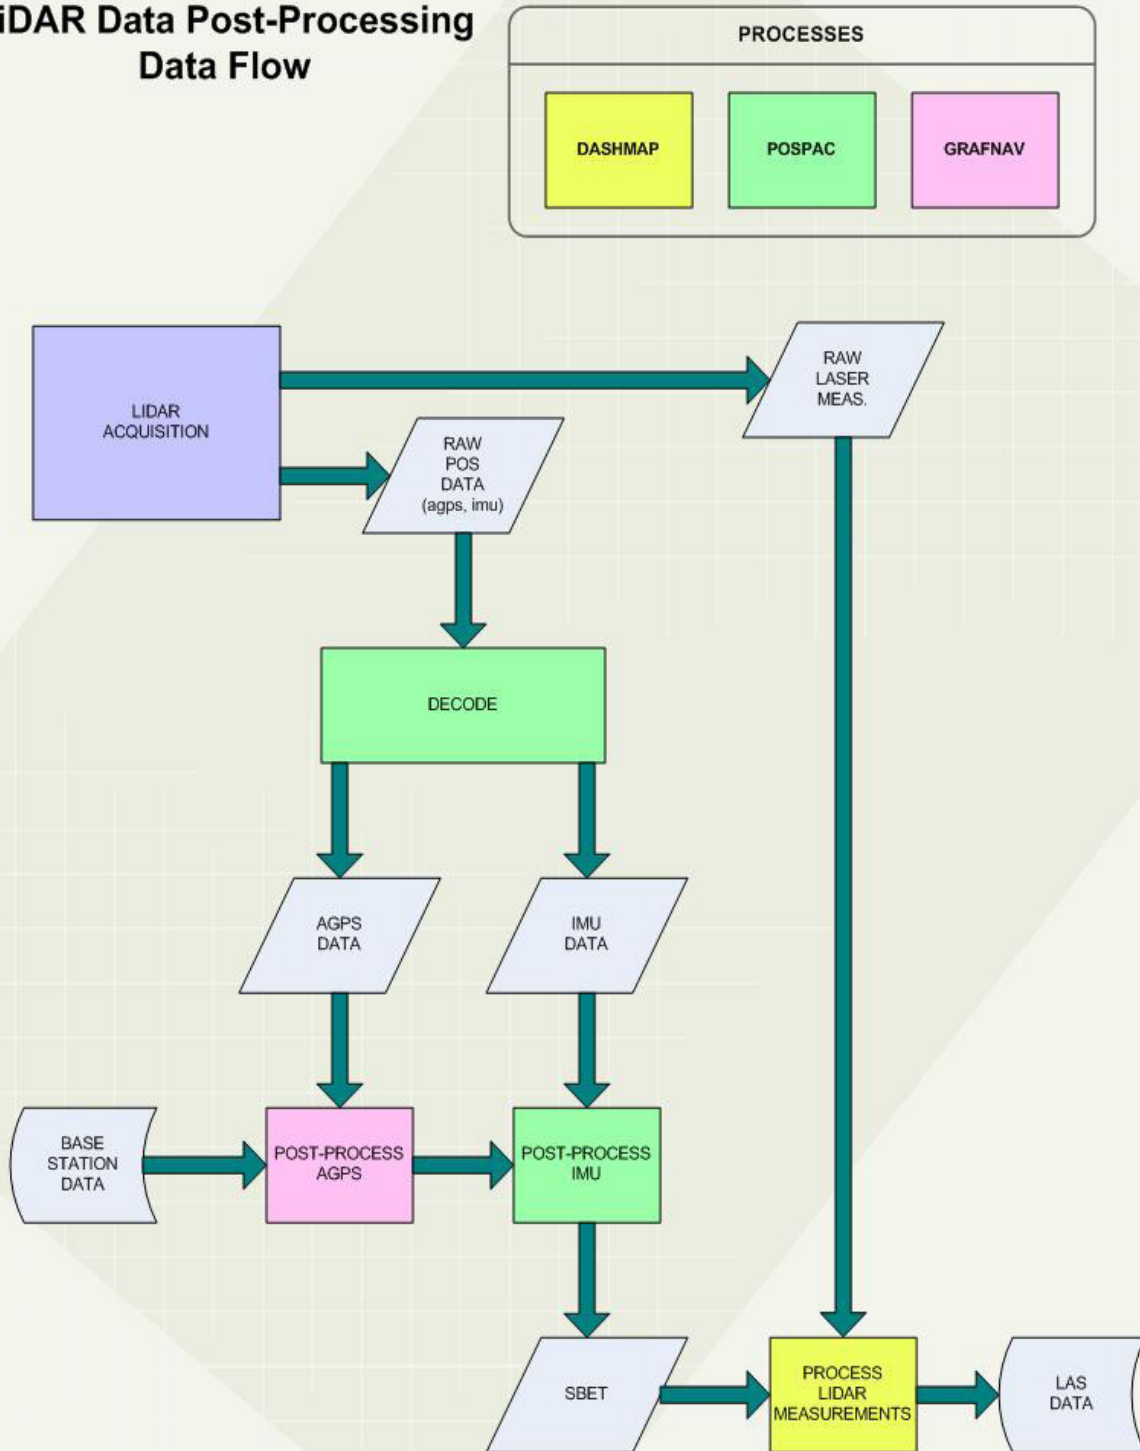 iDAR Data Post-Processing
Data Flow
PROCESSES
DASHMAP
POSPAC
GRAFNAV
LIDAR
ACQUISITION
RAW
LASER
MEAS.
RAW
POS
DATA
(agps, imu)
DECODE
AGPS
DATA
IMU
DATA
BASE
STATION
DATA
POST-PROCESS
AGPS
POST-PROCESS
IMU
SBET
PROCESS
LIDAR
MEASUREMENTS
LAS
DATA